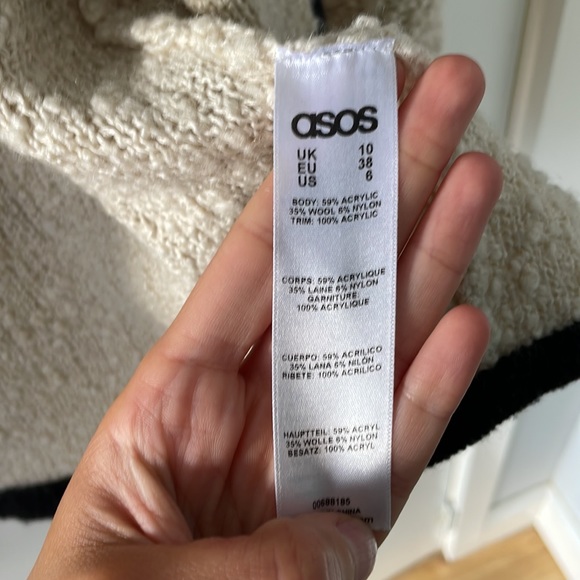 asos
UK 10
EU 38
US 6
BODY: 59% ACRYLIC
35% WOOL 6% NYLON
TRIM: 100% ACRYLIC
CORPS: 59% ACRYLIQUE
35% LAINE 6% NYLON
GARNITURE:
100% ACRYLIQUE
CUERPO: 59% ACRILICO
35% LANA 6% NILÓN
RIBETE: 100% ACRILICO
HAUPTTEIL: 59% ACRYL
35% WOLLE 6% NYLON
BESATZ: 100% ACRYL
CHINA